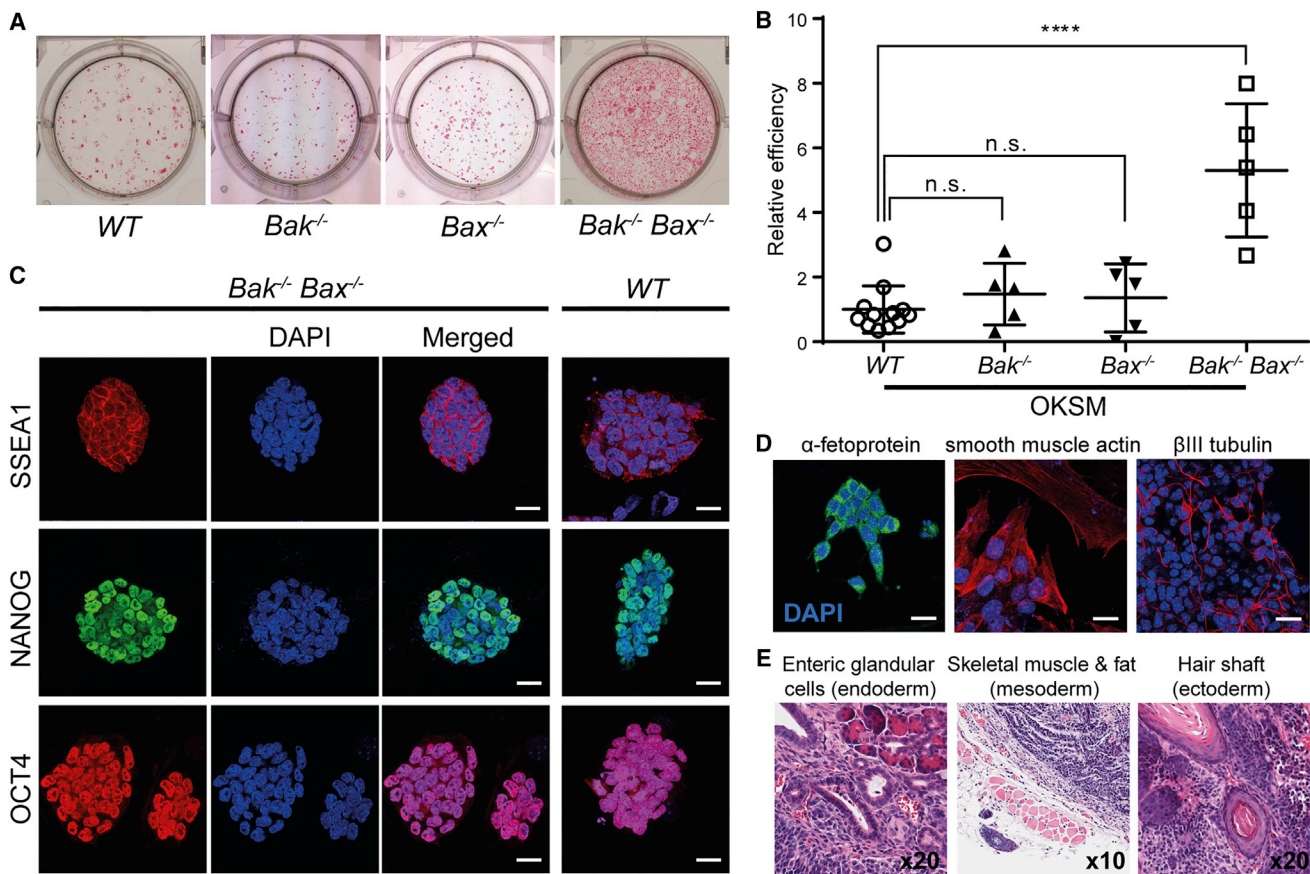 A
WT
Bak-/-
Bax-/-
Bak-/- Bax-/-
B
Relative efficiency
10
8
6
4
2
0
****
n.s.
n.s.
WT
Bak-/-
Bax-/-
Bak-/- Bax-/-
OKSM
C
Bak-/- Bax-/-
WT
DAPI
Merged
SSEA1
NANOG
OCT4
D
α-fetoprotein
smooth muscle actin
βIII tubulin
DAPI
E
Enteric glandular
cells (endoderm)
Skeletal muscle & fat
(mesoderm)
Hair shaft
(ectoderm)
x20
x10
x20